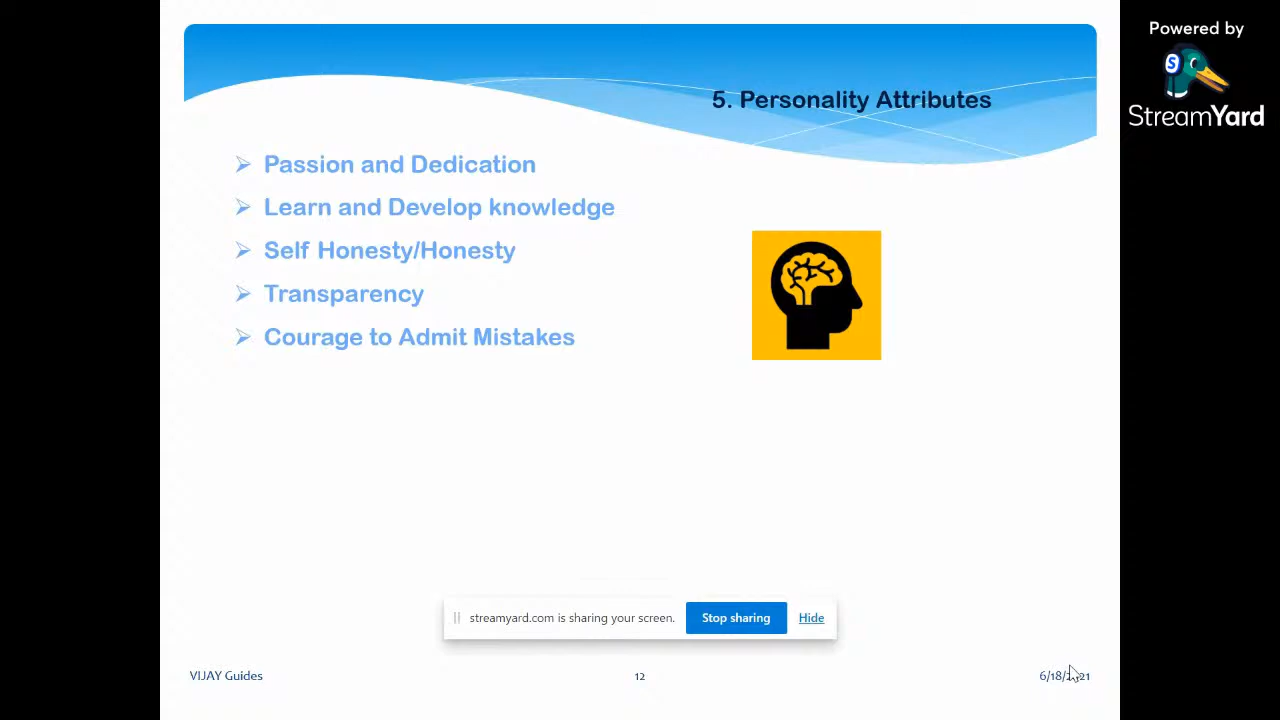 Powered by
StreamYard
5. Personality Attributes
Passion and Dedication
Learn and Develop knowledge
Self Honesty/Honesty
Transparency
Courage to Admit Mistakes
streamyard.com is sharing your screen.
Stop sharing
Hide
VIJAY Guides
12